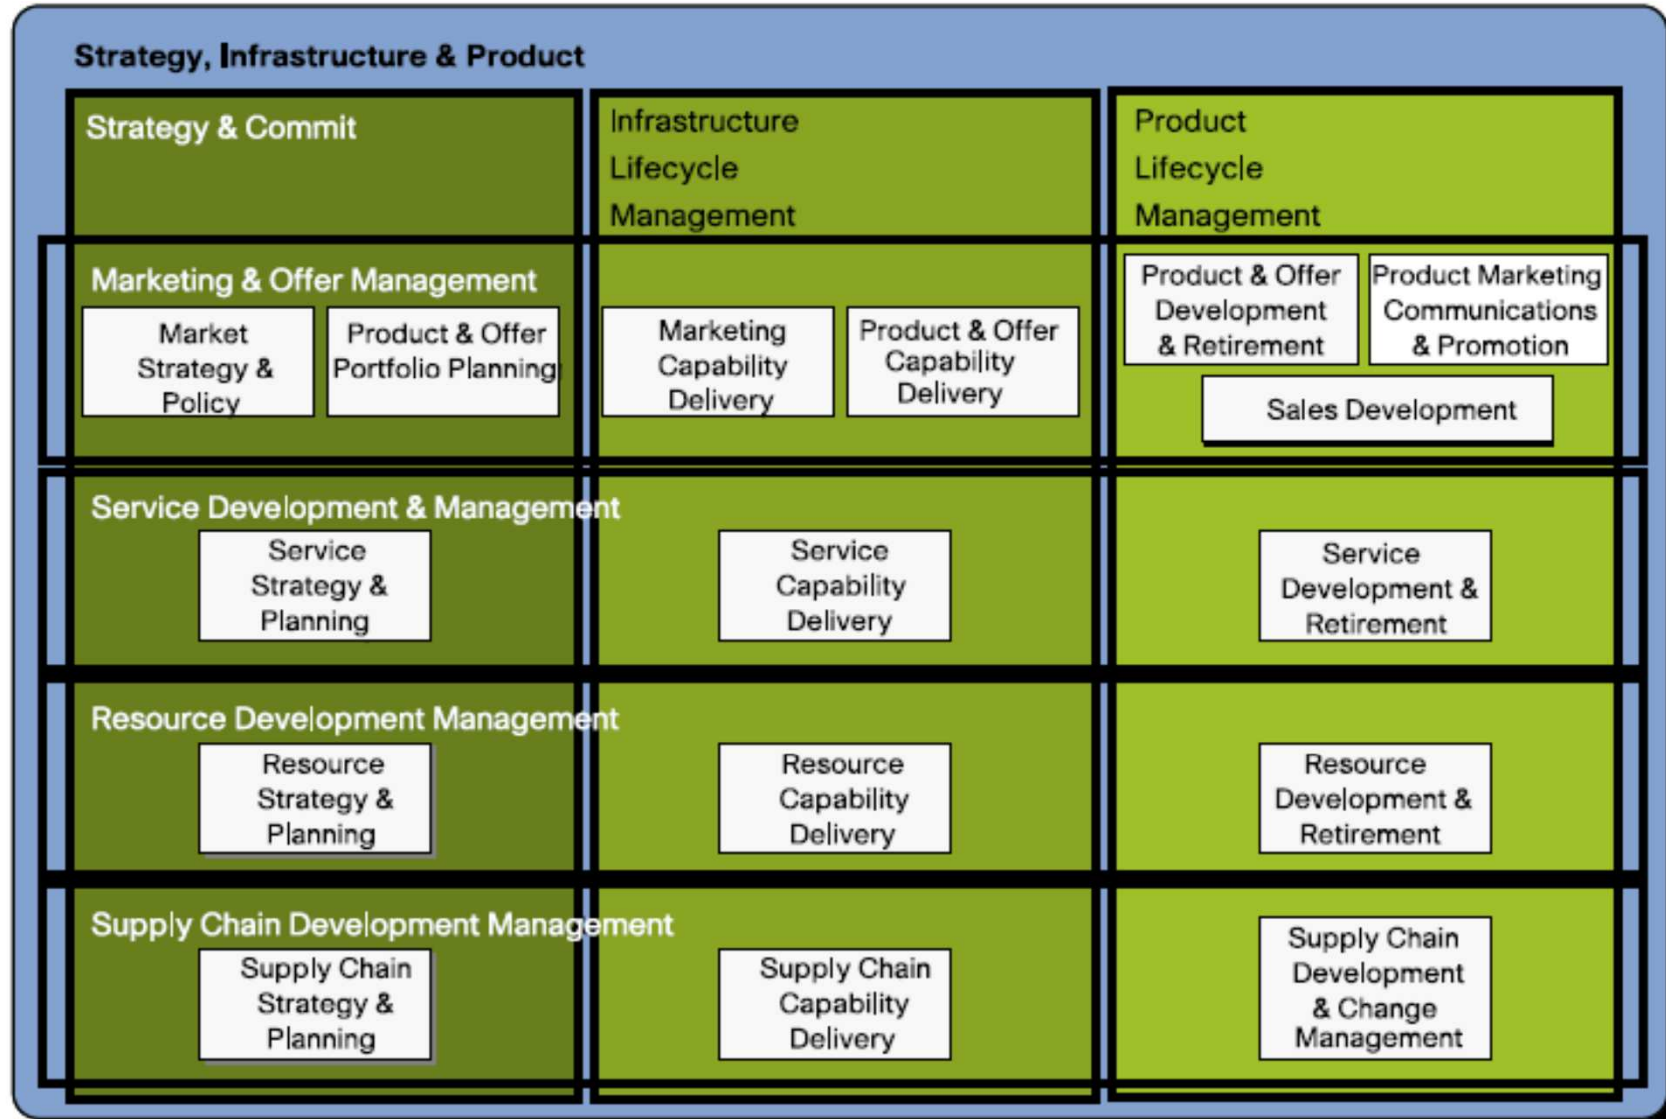 Strategy, Infrastructure & Product
Strategy & Commit
Infrastructure
Lifecycle
Management
Product
Lifecycle
Management
Marketing & Offer Management
Market
Strategy &
Policy
Product & Offer
Portfolio Planning
Marketing
Capability
Delivery
Product & Offer
Capability
Delivery
Product & Offer
Development
& Retirement
Product Marketing
Communications
& Promotion
Sales Development
Service Development & Management
Service
Strategy &
Planning
Service
Capability
Delivery
Service
Development &
Retirement
Resource Development Management
Resource
Strategy &
Planning
Resource
Capability
Delivery
Resource
Development &
Retirement
Supply Chain Development Management
Supply Chain
Strategy &
Planning
Supply Chain
Capability
Delivery
Supply Chain
Development
& Change
Management